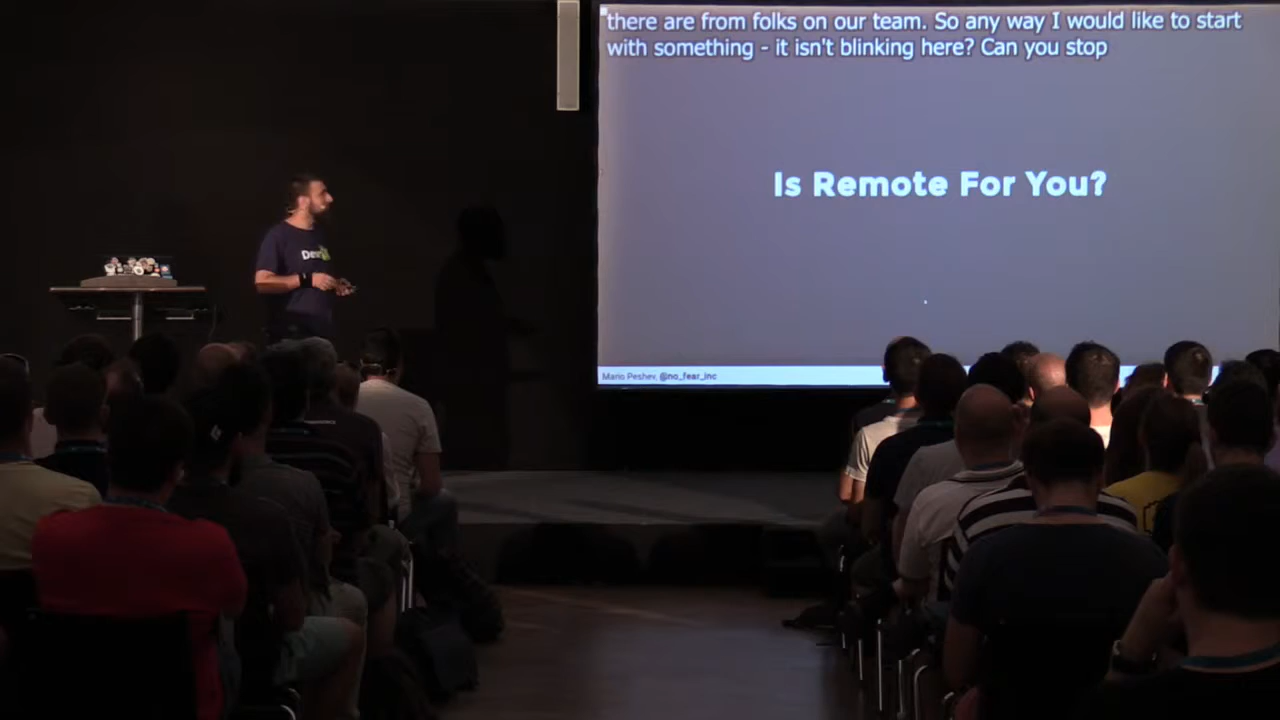 there are from folks on our team. So any way I would like to start
with something - it isn't blinking here? Can you stop
Is Remote For You?
Mario Peshev, @no_fear_inc